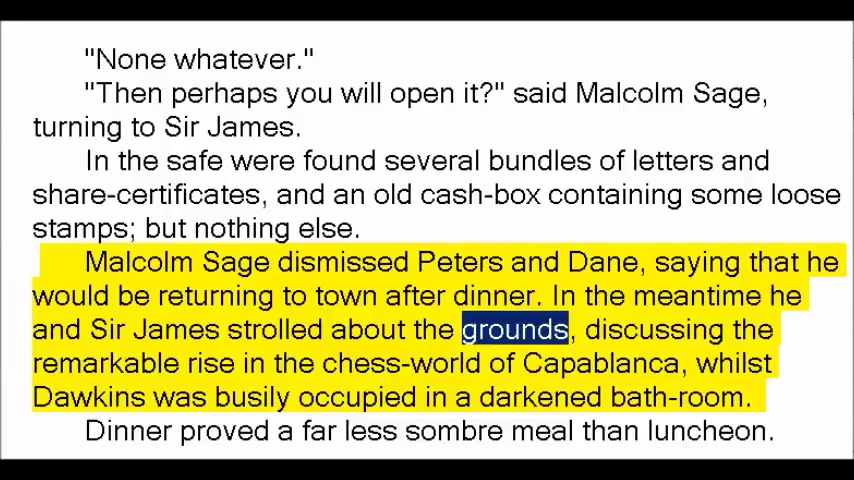 "None whatever."
"Then perhaps you will open it?" said Malcolm Sage,
turning to Sir James.
In the safe were found several bundles of letters and
share-certificates, and an old cash-box containing some loose
stamps; but nothing else.
Malcolm Sage dismissed Peters and Dane, saying that he
would be returning to town after dinner. In the meantime he
and Sir James strolled about the grounds, discussing the
remarkable rise in the chess-world of Capablanca, whilst
Dawkins was busily occupied in a darkened bath-room.
Dinner proved a far less sombre meal than luncheon.